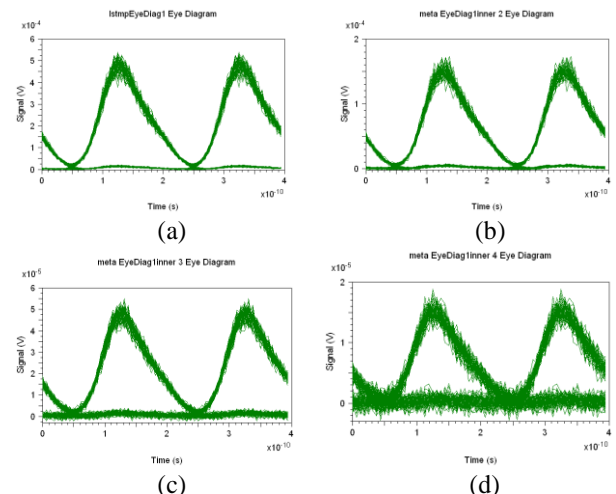 lstmpEyeDiag1 Eye Diagram
x10⁻⁴
6
5
4
3
2
1
0
Signal (V)
0 1 2 3 4
x10⁻¹⁰
Time (s)
(a)
meta EyeDiag1inner 2 Eye Diagram
x10⁻⁴
2
1
0
Signal (V)
0 1 2 3 4
x10⁻¹⁰
Time (s)
(b)
meta EyeDiag1inner 3 Eye Diagram
x10⁻⁵
6
5
4
3
2
1
0
Signal (V)
0 1 2 3 4
x10⁻¹⁰
Time (s)
(c)
meta EyeDiag1inner 4 Eye Diagram
x10⁻⁵
2
1
0
Signal (V)
0 1 2 3 4
x10⁻¹⁰
Time (s)
(d)